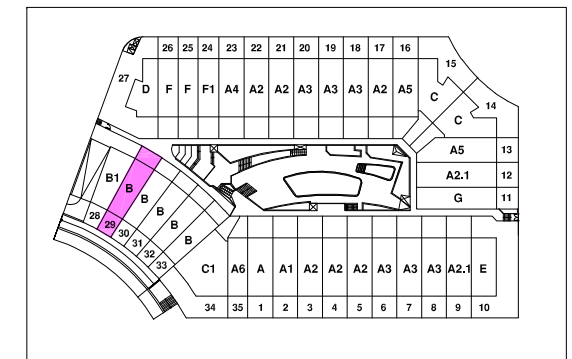 26 25 24 23 22 21 20 19 18 17 16
15
27
D F F F1 A4 A2 A2 A3 A3 A3 A2 A5
C
14
C
A5 13
A2.1 12
G 11
B1
B
B
B
B
B
28
29
30
31
32
33
C1 A6 A A1 A2 A2 A2 A3 A3 A3 A2.1 E
34 35 1 2 3 4 5 6 7 8 9 10